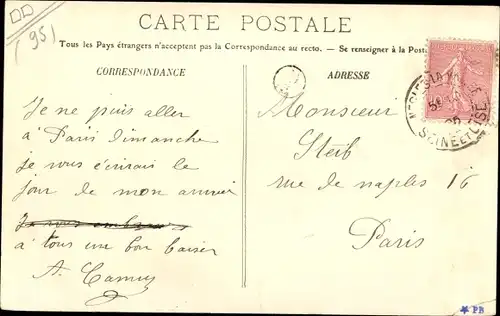 (95)
CARTE POSTALE
Tous les Pays étrangers n'acceptent pas la Correspondance au recto. — Se renseigner à la Poste
CORRESPONDANCE
Je ne puis aller
à Paris dimanche
je vous écrirais le
jour de mon
à tous un bon baiser
A. Camus
ADRESSE
Monsieur
Steib
rue de naples 16
Paris
SEINE ET OISE
PB